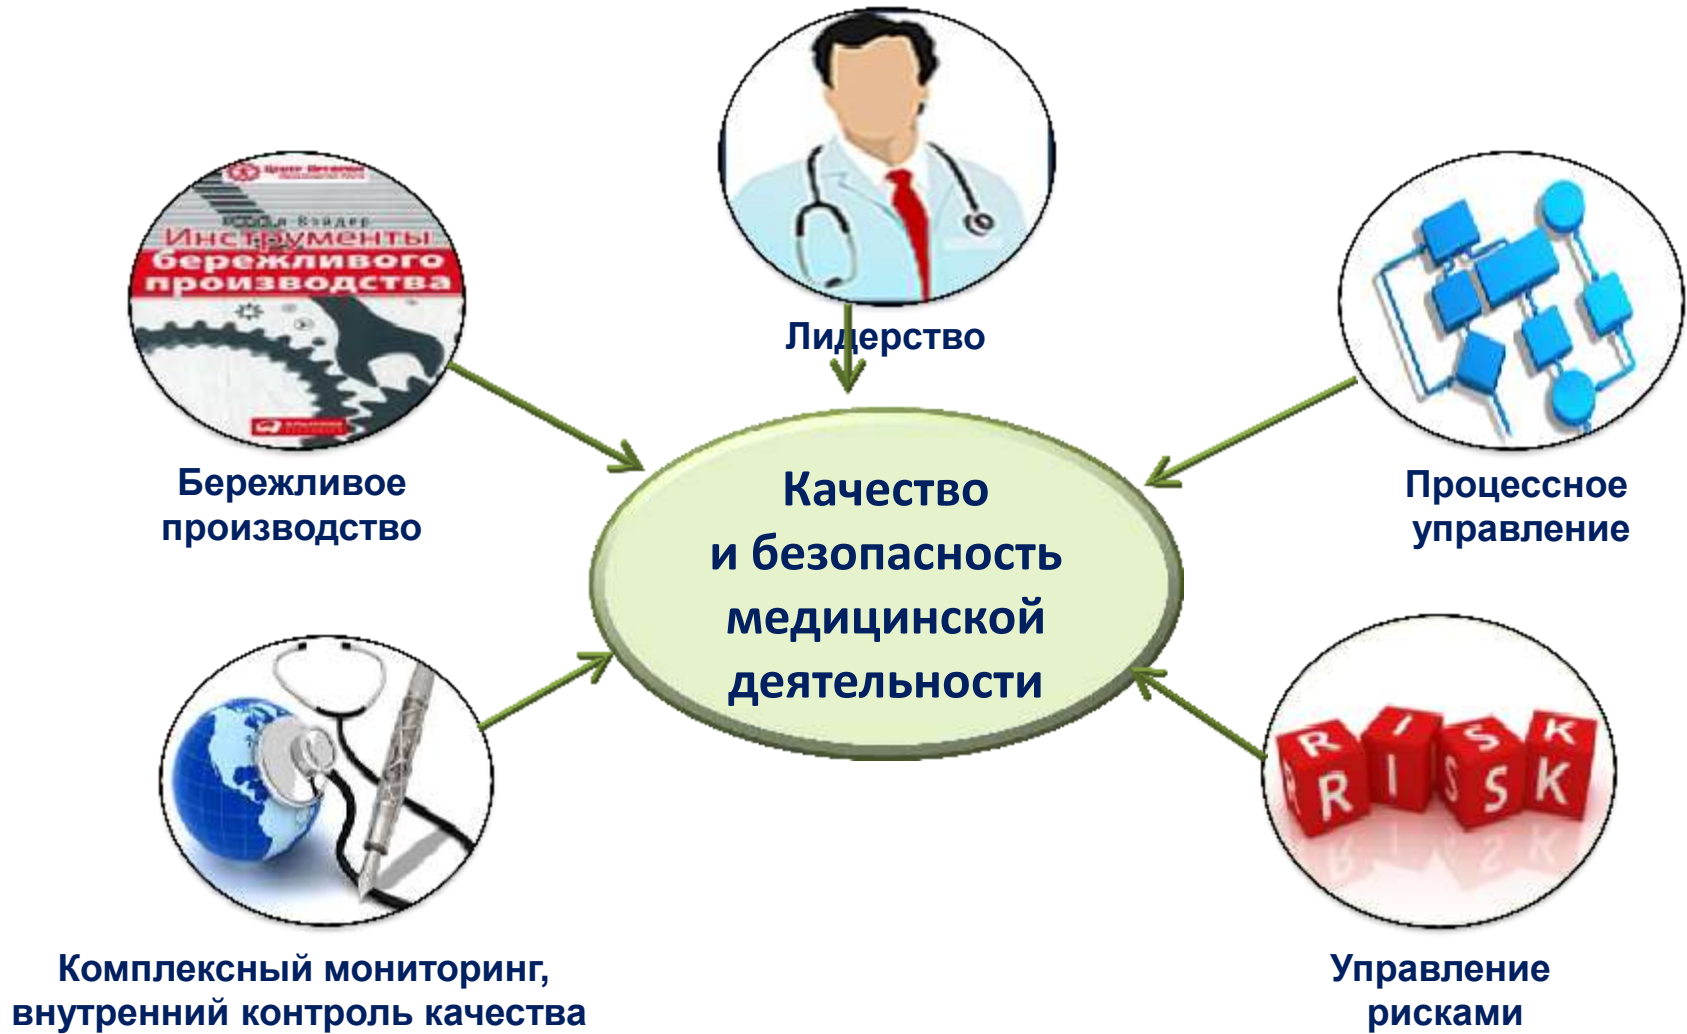 Лидерство
Инструменты
бережливого
производства
Бережливое
производство
Процессное
управление
Качество
и безопасность
медицинской
деятельности
Комплексный мониторинг,
внутренний контроль качества
R I S K
R I S K
Управление
рисками